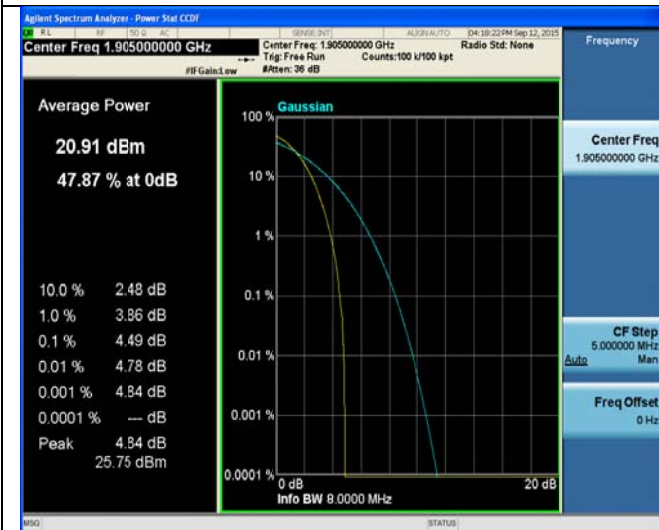 Agilent Spectrum Analyzer - Power Stat CCDF
RL RF 50 Ω AC SENSE:INT ALIGN AUTO 04:18:22 PM Sep 12, 2015
Center Freq 1.905000000 GHz
Center Freq: 1.905000000 GHz
Radio Std: None
Trig: Free Run Counts:100 k/100 kpt
#IFGain:Low #Atten: 36 dB
Frequency
Average Power
20.91 dBm
47.87 % at 0dB
10.0 % 2.48 dB
1.0 % 3.86 dB
0.1 % 4.49 dB
0.01 % 4.78 dB
0.001 % 4.84 dB
0.0001 % --- dB
Peak 4.84 dB
25.75 dBm
Gaussian
100 %
10 %
1 %
0.1 %
0.01 %
0.001 %
0.0001 %
0 dB 20 dB
Info BW 8.0000 MHz
Center Freq
1.905000000 GHz
CF Step
5.000000 MHz
Auto Man
Freq Offset
0 Hz
MSG STATUS